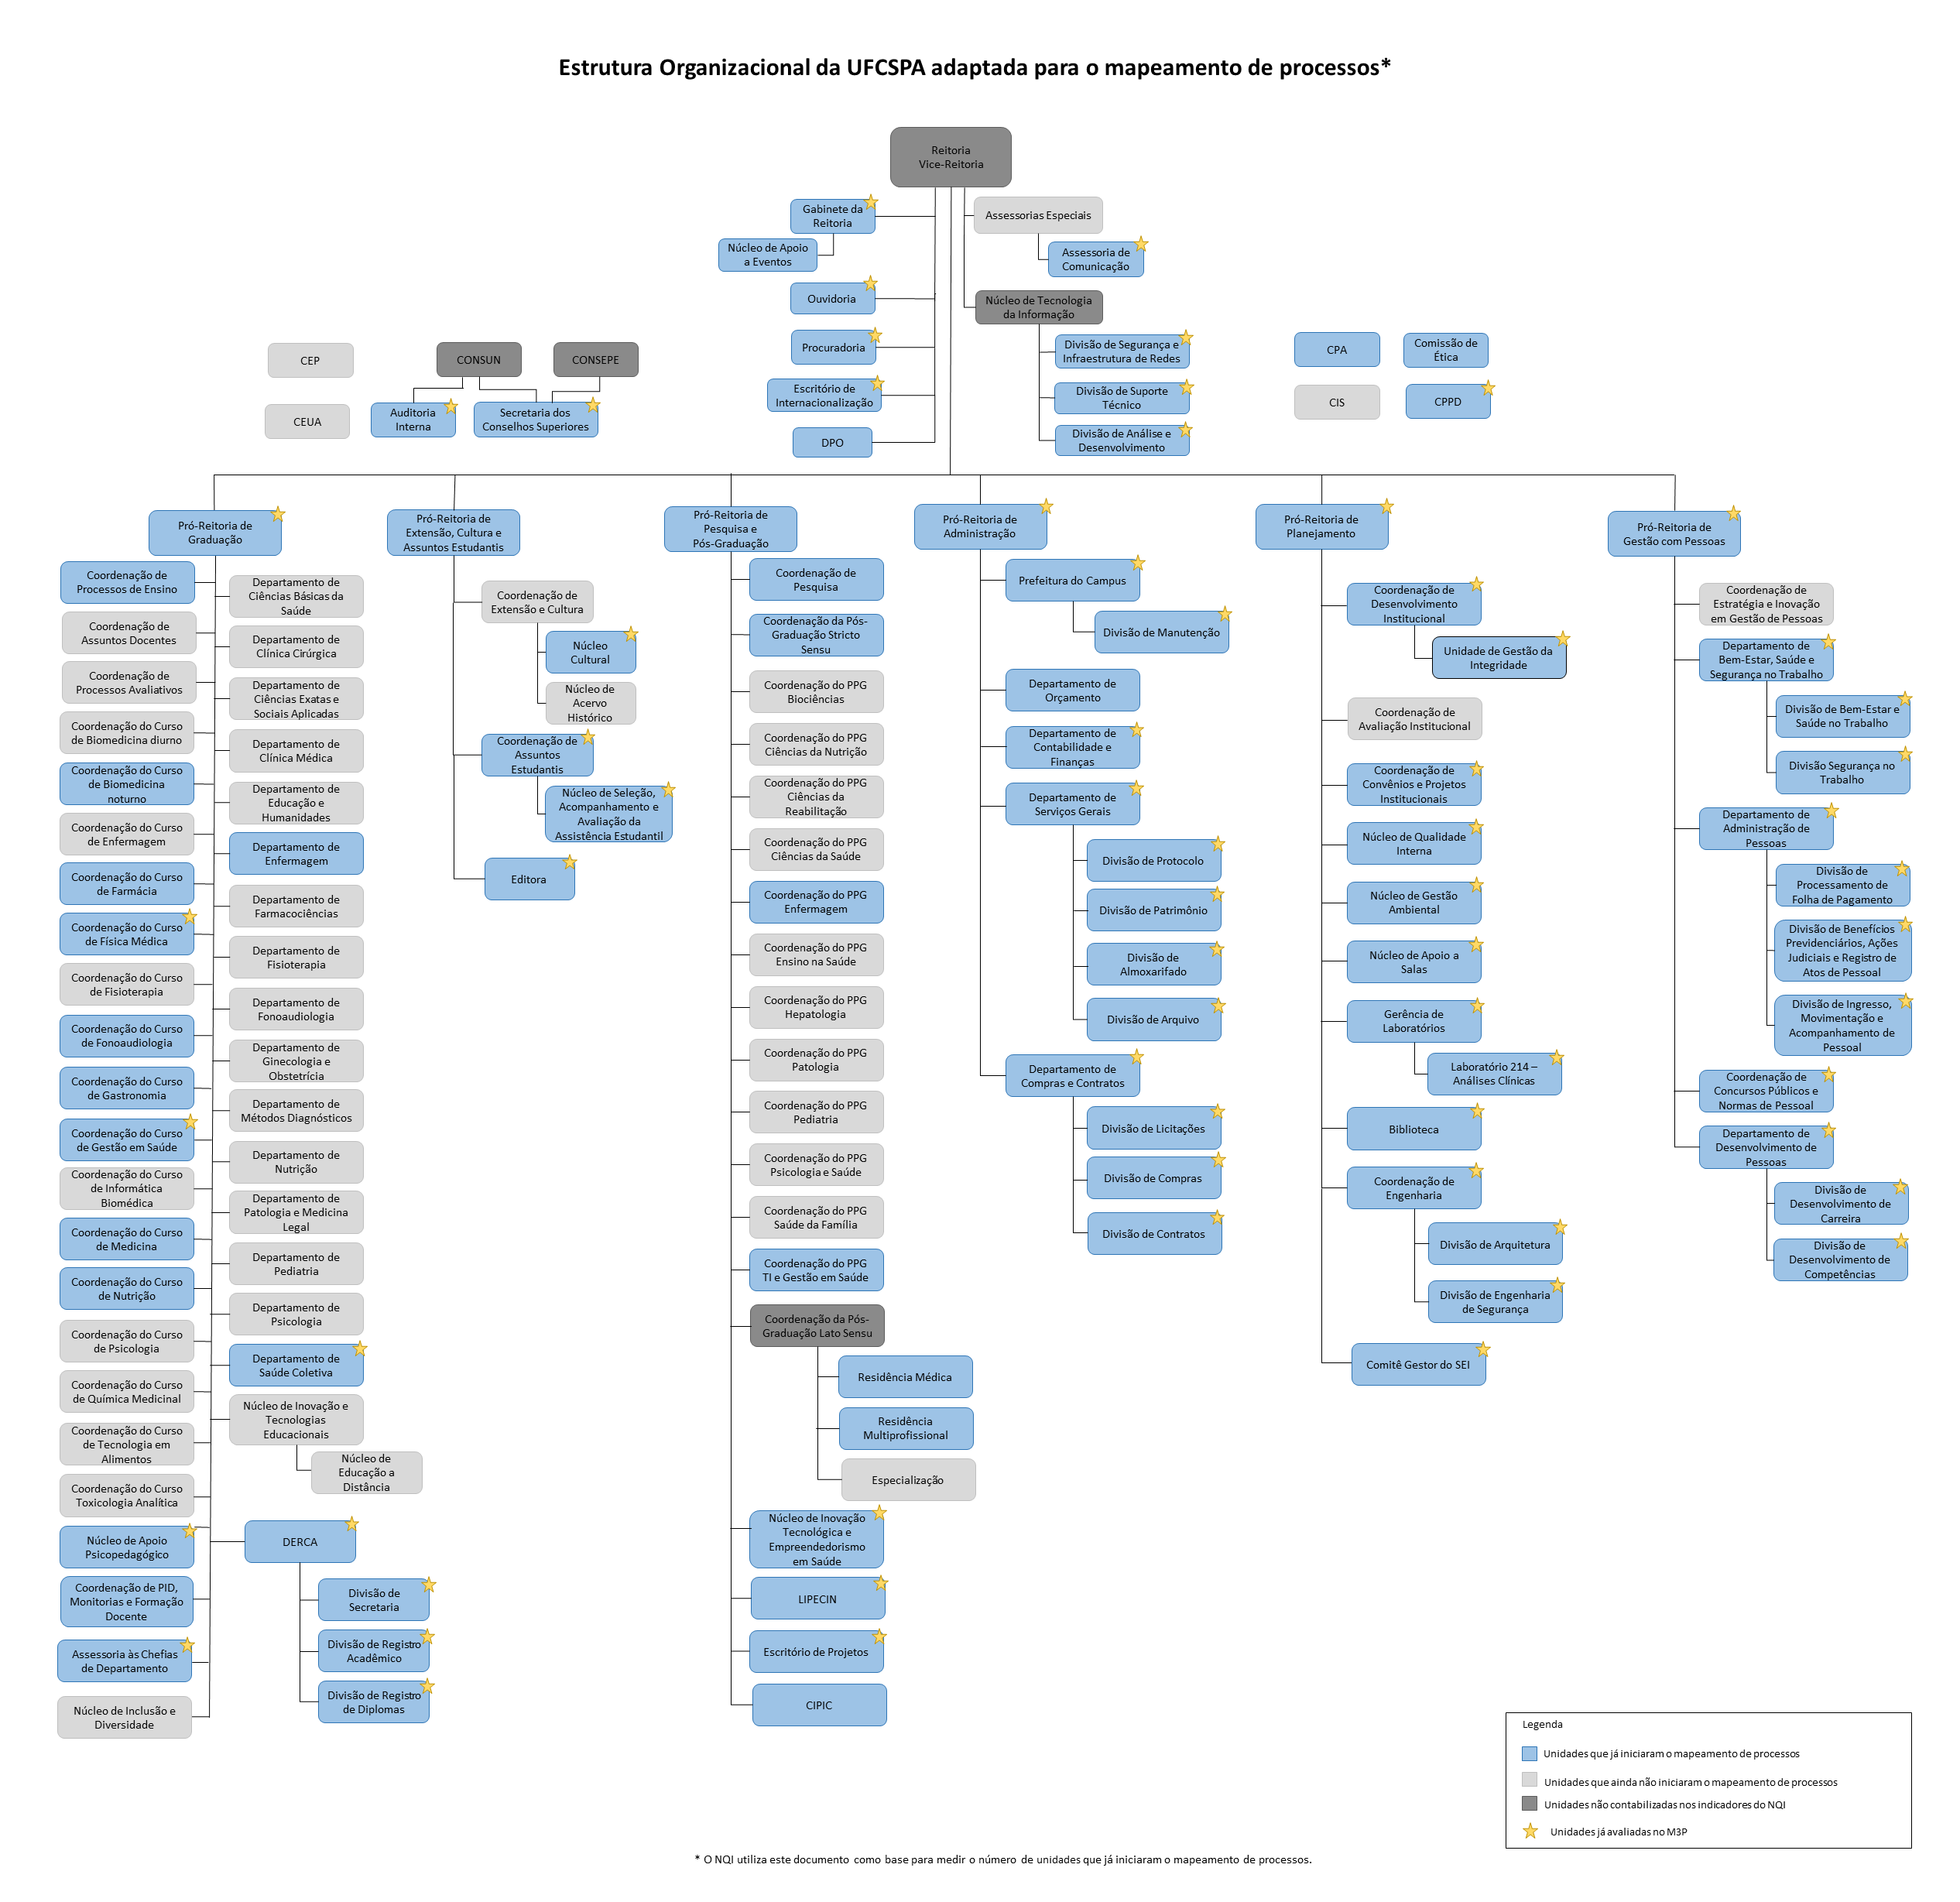 Estrutura Organizacional da UFCSPA adaptada para o mapeamento de processos*
Reitoria
Vice-Reitoria
Gabinete da
Reitoria
Núcleo de Apoio
a Eventos
Ouvidoria
Procuradoria
Escritório de
Internacionalização
DPO
Assessorias Especiais
Assessoria de
Comunicação
Núcleo de Tecnologia
da Informação
Divisão de Segurança e
Infraestrutura de Redes
Divisão de Suporte
Técnico
Divisão de Análise e
Desenvolvimento
CEP
CEUA
CONSUN
CONSEPE
Auditoria
Interna
Secretaria dos
Conselhos Superiores
CPA
Comissão de
Ética
CIS
CPPD
Pró-Reitoria de
Graduação
Coordenação de
Processos de Ensino
Coordenação de
Assuntos Docentes
Coordenação de
Processos Avaliativos
Coordenação do Curso
de Biomedicina diurno
Coordenação do Curso
de Biomedicina
noturno
Coordenação do Curso
de Enfermagem
Coordenação do Curso
de Farmácia
Coordenação do Curso
de Física Médica
Coordenação do Curso
de Fisioterapia
Coordenação do Curso
de Fonoaudiologia
Coordenação do Curso
de Gastronomia
Coordenação do Curso
de Gestão em Saúde
Coordenação do Curso
de Informática
Biomédica
Coordenação do Curso
de Medicina
Coordenação do Curso
de Nutrição
Coordenação do Curso
de Psicologia
Coordenação do Curso
de Química Medicinal
Coordenação do Curso
de Tecnologia em
Alimentos
Coordenação do Curso
Toxicologia Analítica
Núcleo de Apoio
Psicopedagógico
Coordenação de PID,
Monitorias e Formação
Docente
Assessoria às Chefias
de Departamento
Núcleo de Inclusão e
Diversidade
Departamento de
Ciências Básicas da
Saúde
Departamento de
Clínica Cirúrgica
Departamento de
Ciências Exatas e
Sociais Aplicadas
Departamento de
Clínica Médica
Departamento de
Educação e
Humanidades
Departamento de
Enfermagem
Departamento de
Farmacociências
Departamento de
Fisioterapia
Departamento de
Fonoaudiologia
Departamento de
Ginecologia e
Obstetrícia
Departamento de
Métodos Diagnósticos
Departamento de
Nutrição
Departamento de
Patologia e Medicina
Legal
Departamento de
Pediatria
Departamento de
Psicologia
Departamento de
Saúde Coletiva
Núcleo de Inovação e
Tecnologias
Educacionais
Núcleo de
Educação a
Distância
DERCA
Divisão de
Secretaria
Divisão de Registro
Acadêmico
Divisão de Registro
de Diplomas
Pró-Reitoria de
Extensão, Cultura e
Assuntos Estudantis
Coordenação de
Extensão e Cultura
Núcleo
Cultural
Núcleo de
Acervo
Histórico
Coordenação de
Assuntos
Estudantis
Núcleo de Seleção,
Acompanhamento e
Avaliação da
Assistência Estudantil
Editora
Pró-Reitoria de
Pesquisa e
Pós-Graduação
Coordenação de
Pesquisa
Coordenação da Pós-
Graduação Stricto
Sensu
Coordenação do PPG
Biociências
Coordenação do PPG
Ciências da Nutrição
Coordenação do PPG
Ciências da
Reabilitação
Coordenação do PPG
Ciências da Saúde
Coordenação do PPG
Enfermagem
Coordenação do PPG
Ensino na Saúde
Coordenação do PPG
Hepatologia
Coordenação do PPG
Patologia
Coordenação do PPG
Pediatria
Coordenação do PPG
Psicologia e Saúde
Coordenação do PPG
Saúde da Família
Coordenação do PPG
TI e Gestão em Saúde
Coordenação da Pós-
Graduação Lato Sensu
Residência Médica
Residência
Multiprofissional
Especialização
Núcleo de Inovação
Tecnológica e
Empreendedorismo
em Saúde
LIPECIN
Escritório de Projetos
CIPIC
Pró-Reitoria de
Administração
Prefeitura do Campus
Divisão de Manutenção
Departamento de
Orçamento
Departamento de
Contabilidade e
Finanças
Departamento de
Serviços Gerais
Divisão de Protocolo
Divisão de Patrimônio
Divisão de
Almoxarifado
Divisão de Arquivo
Departamento de
Compras e Contratos
Divisão de Licitações
Divisão de Compras
Divisão de Contratos
Pró-Reitoria de
Planejamento
Coordenação de
Desenvolvimento
Institucional
Unidade de Gestão da
Integridade
Coordenação de
Avaliação Institucional
Coordenação de
Convênios e Projetos
Institucionais
Núcleo de Qualidade
Interna
Núcleo de Gestão
Ambiental
Núcleo de Apoio a
Salas
Gerência de
Laboratórios
Laboratório 214 –
Análises Clínicas
Biblioteca
Coordenação de
Engenharia
Divisão de Arquitetura
Divisão de Engenharia
de Segurança
Comitê Gestor do SEI
Pró-Reitoria de
Gestão com Pessoas
Coordenação de
Estratégia e Inovação
em Gestão de Pessoas
Departamento de
Bem-Estar, Saúde e
Segurança no Trabalho
Divisão de Bem-Estar e
Saúde no Trabalho
Divisão Segurança no
Trabalho
Departamento de
Administração de
Pessoas
Divisão de
Processamento de
Folha de Pagamento
Divisão de Benefícios
Previdenciários, Ações
Judiciais e Registro de
Atos de Pessoal
Divisão de Ingresso,
Movimentação e
Acompanhamento de
Pessoal
Coordenação de
Concursos Públicos e
Normas de Pessoal
Departamento de
Desenvolvimento de
Pessoas
Divisão de
Desenvolvimento de
Carreira
Divisão de
Desenvolvimento de
Competências
Legenda
Unidades que já iniciaram o mapeamento de processos
Unidades que ainda não iniciaram o mapeamento de processos
Unidades não contabilizadas nos indicadores do NQI
Unidades já avaliadas no M3P
* O NQI utiliza este documento como base para medir o número de unidades que já iniciaram o mapeamento de processos.